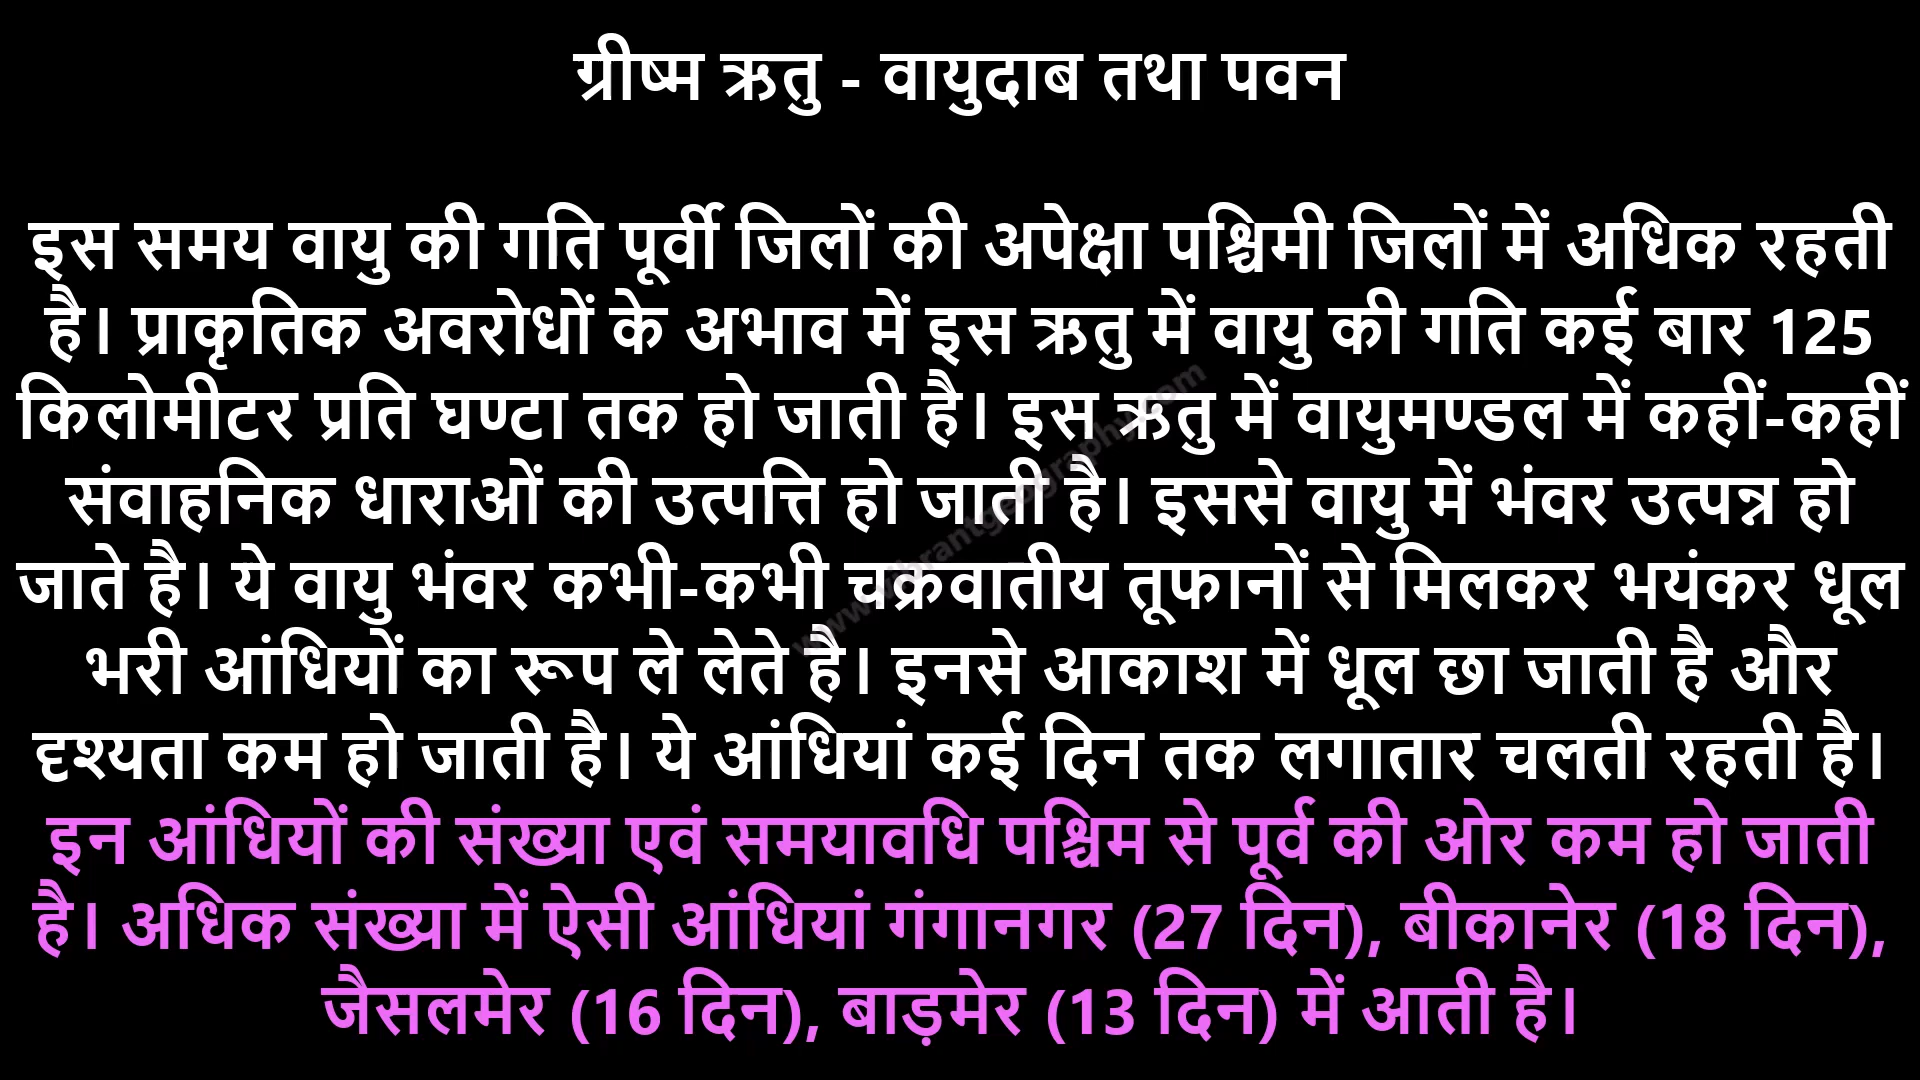 ग्रीष्म ऋतु - वायुदाब तथा पवन
इस समय वायु की गति पूर्वी जिलों की अपेक्षा पश्चिमी जिलों में अधिक रहती
है। प्राकृतिक अवरोधों के अभाव में इस ऋतु में वायु की गति कई बार 125
किलोमीटर प्रति घण्टा तक हो जाती है। इस ऋतु में वायुमण्डल में कहीं-कहीं
संवाहनिक धाराओं की उत्पत्ति हो जाती है। इससे वायु में भंवर उत्पन्न हो
जाते है। ये वायु भंवर कभी-कभी चक्रवातीय तूफानों से मिलकर भयंकर धूल
भरी आंधियों का रूप ले लेते है। इनसे आकाश में धूल छा जाती है और
दृश्यता कम हो जाती है। ये आंधियां कई दिन तक लगातार चलती रहती है।
इन आंधियों की संख्या एवं समयावधि पश्चिम से पूर्व की ओर कम हो जाती
है। अधिक संख्या में ऐसी आंधियां गंगानगर (27 दिन), बीकानेर (18 दिन),
जैसलमेर (16 दिन), बाड़मेर (13 दिन) में आती है।
www.vibrantgeography.com